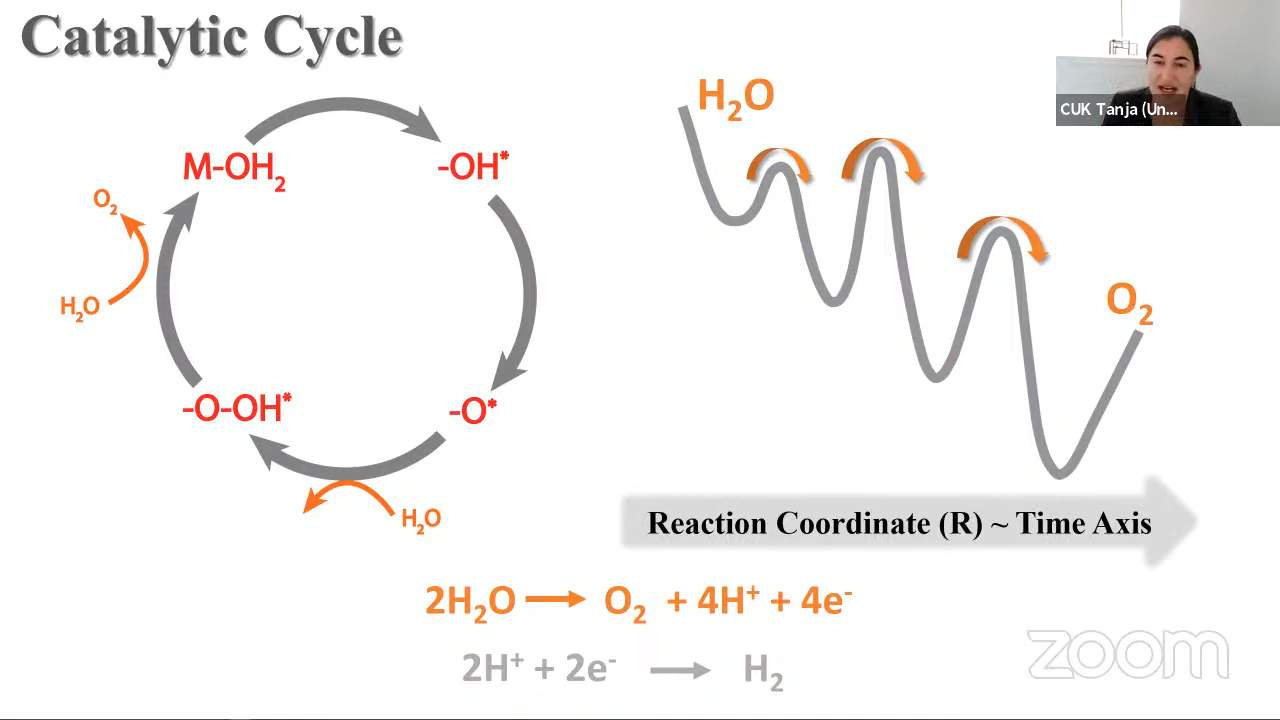 Catalytic Cycle
CUK Tanja (Un...
H₂O
M-OH₂
-OH*
O₂
H₂O
O₂
-O-OH*
-O*
H₂O
Reaction Coordinate (R) ~ Time Axis
2H₂O → O₂ + 4H⁺ + 4e⁻
2H⁺ + 2e⁻ → H₂
zoom